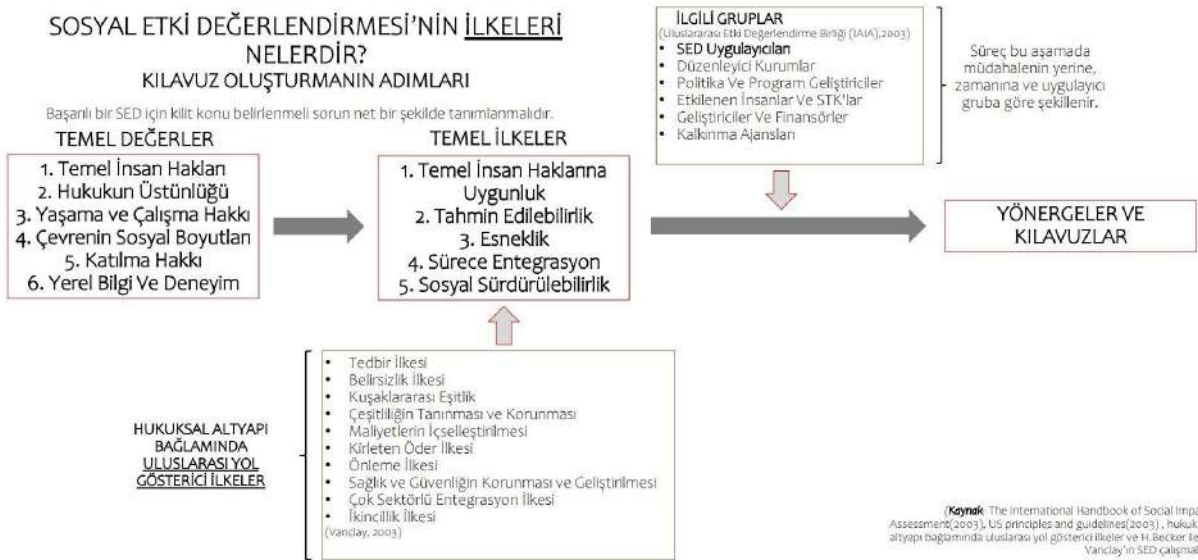 SOSYAL ETKİ DEĞERLENDİRMESİ'NİN İLKELERİ
NELERDİR?
KILAVUZ OLUŞTURMANIN ADIMLARI
Başarılı bir SED için kilit konu belirlenmeli sorun net bir şekilde tanımlanmalıdır.
TEMEL DEĞERLER
1. Temel İnsan Hakları
2. Hukukun Üstünlüğü
3. Yaşama ve Çalışma Hakkı
4. Çevrenin Sosyal Boyutları
5. Katılma Hakkı
6. Yerel Bilgi Ve Deneyim
TEMEL İLKELER
1. Temel İnsan Haklarına
Uygunluk
2. Tahmin Edilebilirlik
3. Esneklik
4. Sürece Entegrasyon
5. Sosyal Sürdürülebilirlik
İLGİLİ GRUPLAR
(Uluslararası Etki Değerlendirme Birliği (IAIA),2003)
• SED Uygulayıcıları
• Düzenleyici Kurumlar
• Politika Ve Program Geliştiriciler
• Etkilenen İnsanlar Ve STK'lar
• Geliştiriciler Ve Finansörler
• Kalkınma Ajansları
Süreç bu aşamada
müdahalenin yerine,
zamanına ve uygulayıcı
gruba göre şekillenir.
YÖNERGELER VE
KILAVUZLAR
HUKUKSAL ALTYAPI
BAĞLAMINDA
ULUSLARASI YOL
GÖSTERİCİ İLKELER
• Tedbir İlkesi
• Belirsizlik İlkesi
• Kuşaklararası Eşitlik
• Çeşitliliğin Tanınması ve Korunması
• Maliyetlerin İçselleştirilmesi
• Kirleten Öder İlkesi
• Önleme İlkesi
• Sağlık ve Güvenliğin Korunması ve Geliştirilmesi
• Çok Sektörlü Entegrasyon İlkesi
• İkincillik İlkesi
(Vanclay, 2003)
(Kaynak: The International Handbook of Social Impa
Assessment(2003), US principles and guidelines(2003) , hukuk
altyapı bağlamında uluslarası yol gösterici ilkeler ve H.Becker ile
Vanclay'in SED çalışma